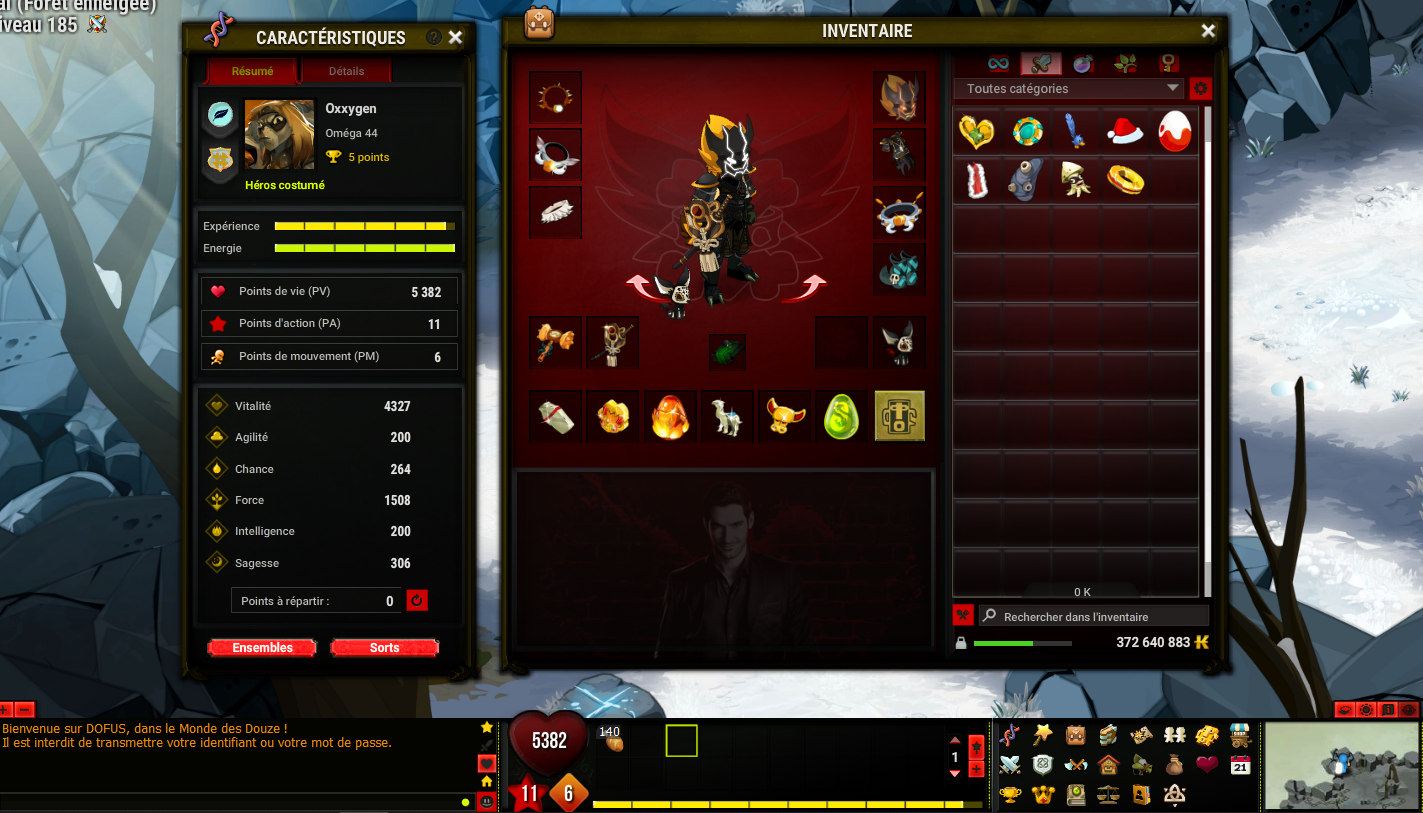 al (Forêt enneigée)
iveau 185
CARACTÉRISTIQUES
?
Résumé
Détails
Oxxygen
Oméga 44
5 points
Héros costumé
Expérience
Energie
Points de vie (PV) 5 382
Points d'action (PA) 11
Points de mouvement (PM) 6
Vitalité 4327
Agilité 200
Chance 264
Force 1508
Intelligence 200
Sagesse 306
Points à répartir : 0
Ensembles
Sorts
INVENTAIRE
Toutes catégories
0 K
Rechercher dans l'inventaire
372 640 883 K
Bienvenue sur DOFUS, dans le Monde des Douze !
Il est interdit de transmettre votre identifiant ou votre mot de passe.
5382
11
6
140
1
SHOP
21